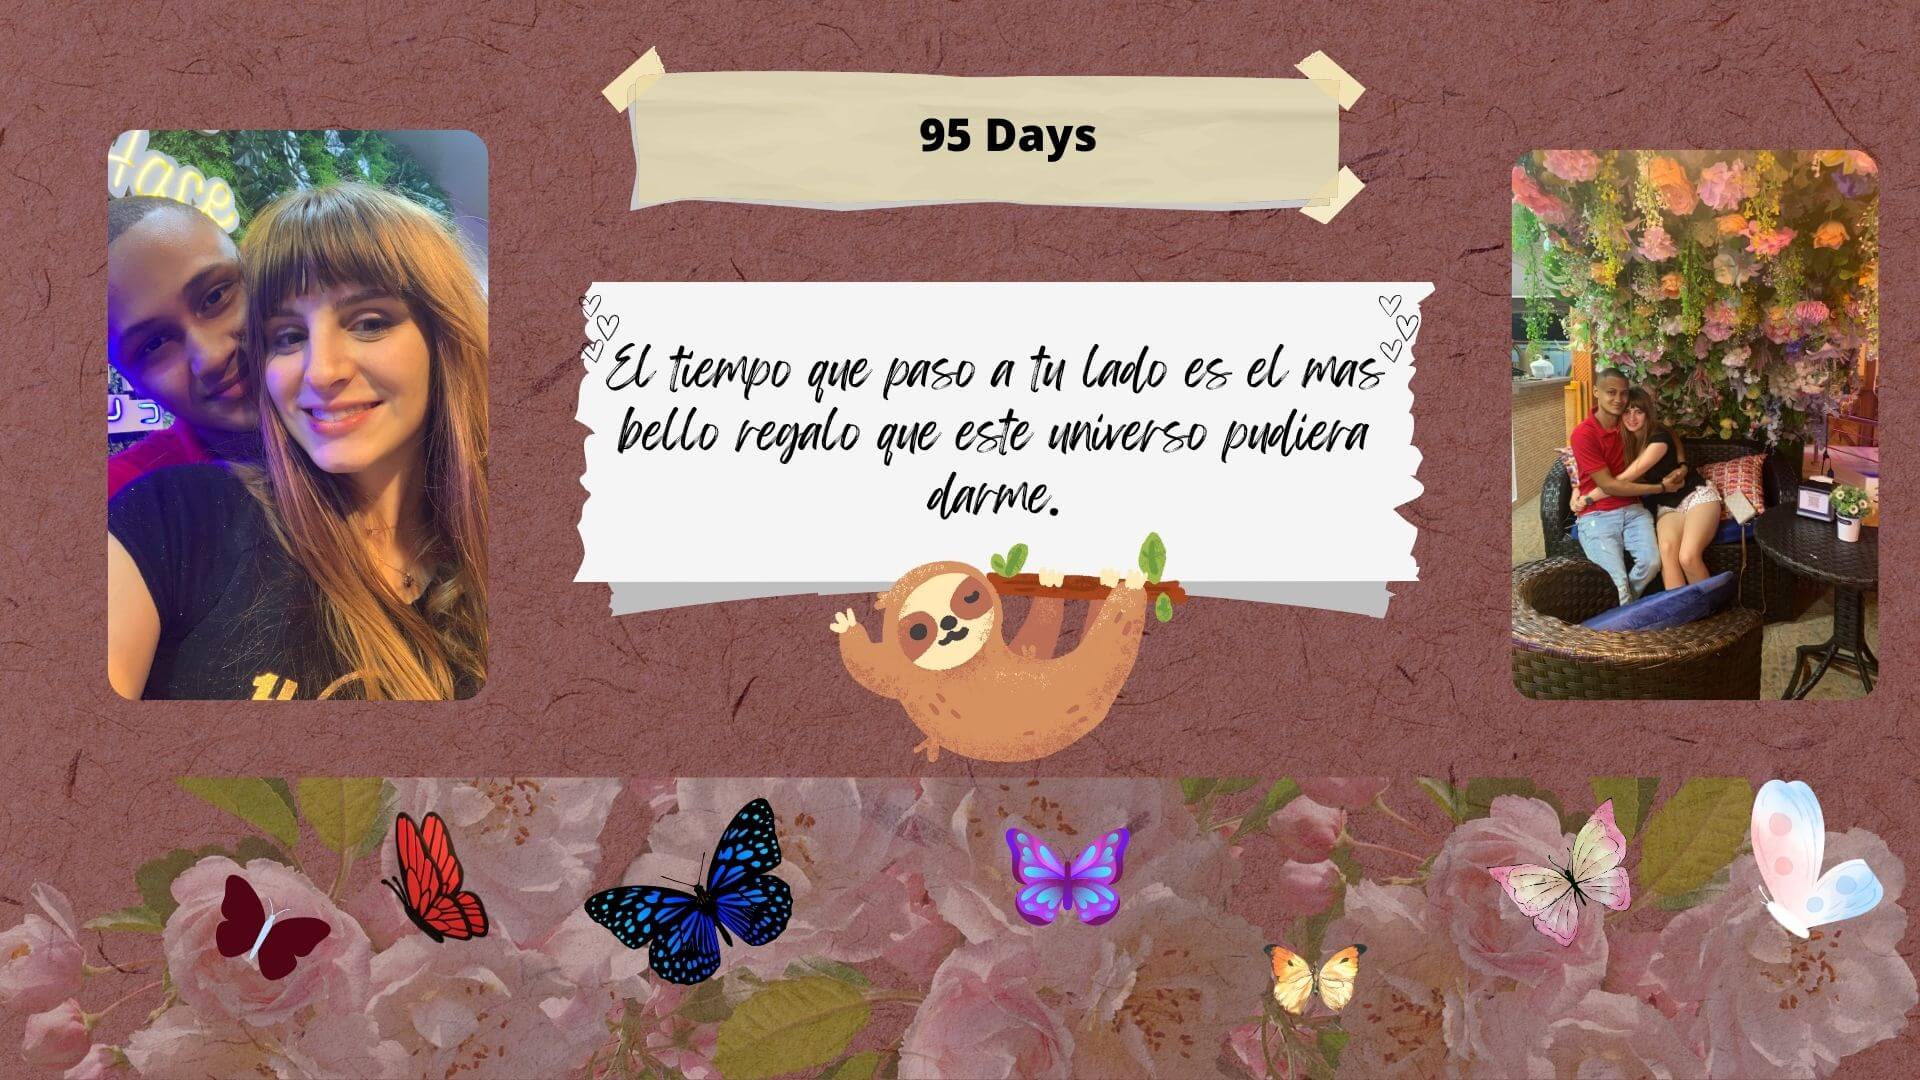 95 Days
El tiempo que paso a tu lado es el mas
bello regalo que este universo pudiera
darme.